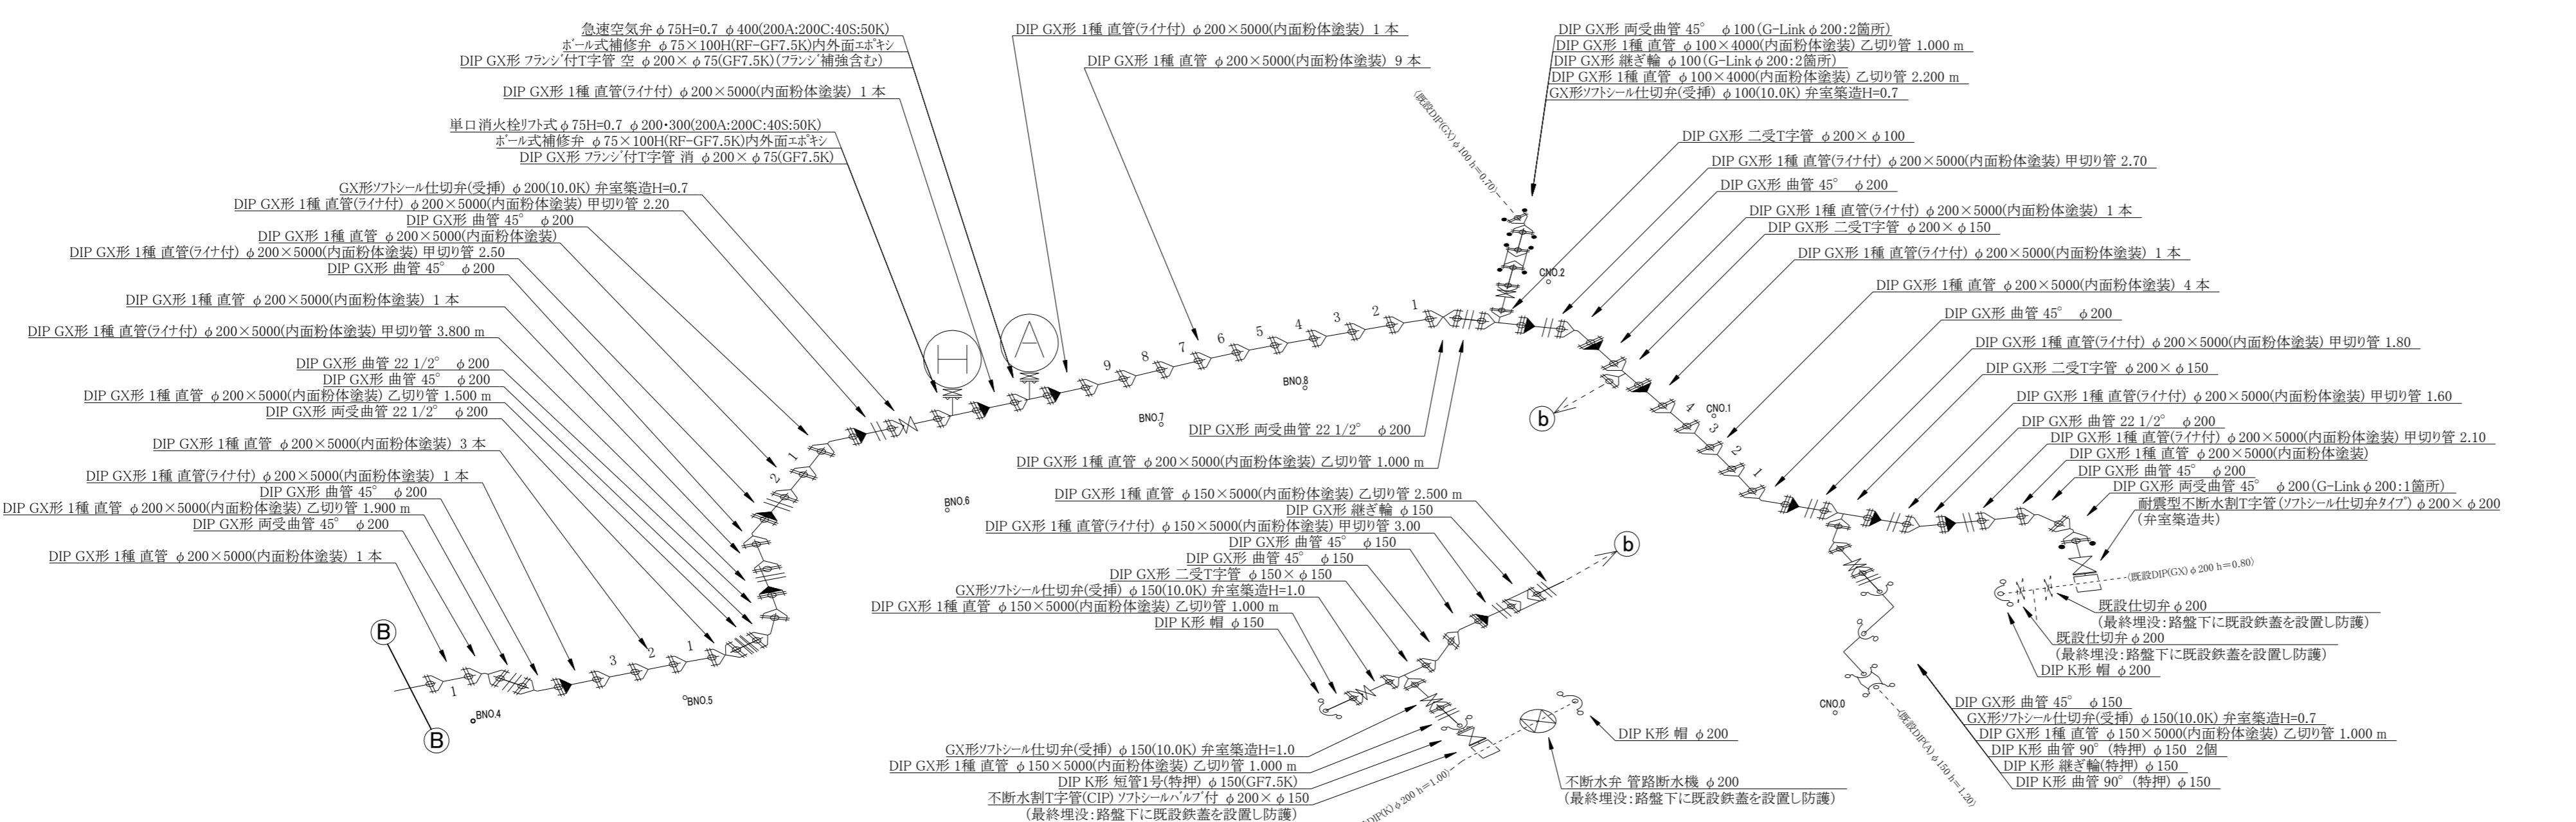 急速空気弁φ75H=0.7 φ400(200A:200C:40S:50K)
ボール式補修弁 φ75×100H(RF-GF7.5K)内外面エポキシ
DIP GX形 フランジ付T字管 空 φ200×φ75(GF7.5K)(フランジ補強含む)
DIP GX形 1種 直管(ライナ付) φ200×5000(内面粉体塗装) 1 本
単口消火栓リフト式φ75H=0.7 φ200・300(200A:200C:40S:50K)
ボール式補修弁 φ75×100H(RF-GF7.5K)内外面エポキシ
DIP GX形 フランジ付T字管 消 φ200×φ75(GF7.5K)
GX形ソフトシール仕切弁(受挿) φ200(10.0K) 弁室築造H=0.7
DIP GX形 1種 直管(ライナ付) φ200×5000(内面粉体塗装) 甲切り管 2.20
DIP GX形 曲管 45° φ200
DIP GX形 1種 直管 φ200×5000(内面粉体塗装)
DIP GX形 1種 直管(ライナ付) φ200×5000(内面粉体塗装) 甲切り管 2.50
DIP GX形 曲管 45° φ200
DIP GX形 1種 直管 φ200×5000(内面粉体塗装) 1 本
DIP GX形 1種 直管(ライナ付) φ200×5000(内面粉体塗装) 甲切り管 3.800 m
DIP GX形 曲管 22 1/2° φ200
DIP GX形 曲管 45° φ200
DIP GX形 1種 直管 φ200×5000(内面粉体塗装) 乙切り管 1.500 m
DIP GX形 両受曲管 22 1/2° φ200
DIP GX形 1種 直管 φ200×5000(内面粉体塗装) 3 本
DIP GX形 1種 直管(ライナ付) φ200×5000(内面粉体塗装) 1 本
DIP GX形 曲管 45° φ200
DIP GX形 1種 直管 φ200×5000(内面粉体塗装) 乙切り管 1.900 m
DIP GX形 両受曲管 45° φ200
DIP GX形 1種 直管 φ200×5000(内面粉体塗装) 1 本
B
B
1
BNO.4
3
2
1
BNO.5
2
1
BNO.6
H
A
DIP GX形 1種 直管(ライナ付) φ200×5000(内面粉体塗装) 1 本
DIP GX形 1種 直管 φ200×5000(内面粉体塗装) 9 本
9
8
7
6
5
4
3
2
1
BNO.7
BNO.8
DIP GX形 両受曲管 22 1/2° φ200
DIP GX形 1種 直管 φ200×5000(内面粉体塗装) 乙切り管 1.000 m
DIP GX形 両受曲管 45° φ100(G-Linkφ200:2箇所)
DIP GX形 1種 直管 φ100×4000(内面粉体塗装) 乙切り管 1.000 m
DIP GX形 継ぎ輪 φ100(G-Linkφ200:2箇所)
DIP GX形 1種 直管 φ100×4000(内面粉体塗装) 乙切り管 2.200 m
GX形ソフトシール仕切弁(受挿) φ100(10.0K) 弁室築造H=0.7
(既設DIP(GX)φ100 h=0.70)
CNO.2
DIP GX形 二受T字管 φ200×φ100
DIP GX形 1種 直管(ライナ付) φ200×5000(内面粉体塗装) 甲切り管 2.70
DIP GX形 曲管 45° φ200
DIP GX形 1種 直管(ライナ付) φ200×5000(内面粉体塗装) 1 本
DIP GX形 二受T字管 φ200×φ150
DIP GX形 1種 直管(ライナ付) φ200×5000(内面粉体塗装) 1 本
DIP GX形 1種 直管 φ200×5000(内面粉体塗装) 4 本
DIP GX形 曲管 45° φ200
DIP GX形 1種 直管(ライナ付) φ200×5000(内面粉体塗装) 甲切り管 1.80
DIP GX形 二受T字管 φ200×φ150
DIP GX形 1種 直管(ライナ付) φ200×5000(内面粉体塗装) 甲切り管 1.60
DIP GX形 曲管 22 1/2° φ200
DIP GX形 1種 直管(ライナ付) φ200×5000(内面粉体塗装) 甲切り管 2.10
DIP GX形 1種 直管 φ200×5000(内面粉体塗装)
DIP GX形 曲管 45° φ200
DIP GX形 両受曲管 45° φ200(G-Linkφ200:1箇所)
耐震型不断水割T字管(ソフトシール仕切弁タイプ) φ200×φ200
(弁室築造共)
b
4
3
2
1
CNO.1
(既設DIP(GX)φ200 h=0.80)
既設仕切弁φ200
(最終埋没:路盤下に既設鉄蓋を設置し防護)
既設仕切弁φ200
(最終埋没:路盤下に既設鉄蓋を設置し防護)
DIP K形 帽 φ200
CNO.0
(既設DIP(A)φ150 h=1.20)
DIP GX形 曲管 45° φ150
GX形ソフトシール仕切弁(受挿) φ150(10.0K) 弁室築造H=0.7
DIP GX形 1種 直管 φ150×5000(内面粉体塗装) 乙切り管 1.000 m
DIP K形 曲管 90° (特押) φ150 2個
DIP K形 継ぎ輪(特押) φ150
DIP K形 曲管 90° (特押) φ150
DIP GX形 1種 直管 φ150×5000(内面粉体塗装) 乙切り管 2.500 m
DIP GX形 継ぎ輪 φ150
DIP GX形 1種 直管(ライナ付) φ150×5000(内面粉体塗装) 甲切り管 3.00
DIP GX形 曲管 45° φ150
DIP GX形 曲管 45° φ150
DIP GX形 二受T字管 φ150×φ150
GX形ソフトシール仕切弁(受挿) φ150(10.0K) 弁室築造H=1.0
DIP GX形 1種 直管 φ150×5000(内面粉体塗装) 乙切り管 1.000 m
DIP K形 帽 φ150
b
GX形ソフトシール仕切弁(受挿) φ150(10.0K) 弁室築造H=1.0
DIP GX形 1種 直管 φ150×5000(内面粉体塗装) 乙切り管 1.000 m
DIP K形 短管1号(特押) φ150(GF7.5K)
不断水割T字管(CIP) ソフトシールバルブ付 φ200×φ150
(最終埋没:路盤下に既設鉄蓋を設置し防護)
DIP(K)φ200 h=1.00)
DIP K形 帽 φ200
不断水弁 管路断水機 φ200
(最終埋没:路盤下に既設鉄蓋を設置し防護)